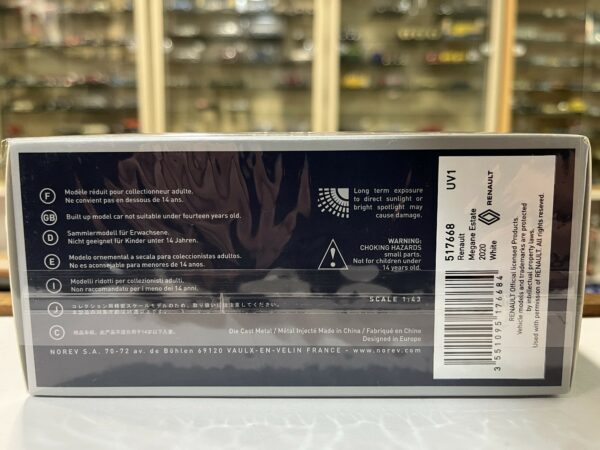 F
Modèle réduit pour collectionneur adulte.
Ne convient pas en dessous de 14 ans.
GB
Built up model car not suitable under fourteen years old.
D
Sammlermodell für Erwachsene.
Nicht geeignet für Kinder unter 14 Jahren.
E
Modelo ornamental a secala para coleccionistas adultos.
No es aconsejable para menores de 14 anos.
I
Modelli ridotti per collezionisti adulti.
Non raccomandato per i meno del 14 anni.
J
C
Long term exposure
to direct sunlight or
bright spotlight may
cause damage.
WARNING:
CHOKING HAZARDS
small parts.
Not for children under
14 years old.
SCALE 1:43
Die Cast Metal / Métal Injecté Made in China / Fabriqué en Chine
Designed in Europe
NOREV S.A. 70-72 av. de Böhlen 69120 VAULX-EN-VELIN FRANCE - www.norev.com
517668
Renault
Megane Estate
2020
White
UV1
RENAULT
3 551095 176684
RENAULT Official licensed Products.
Vehicle models and trademarks are protected
by intellectual property laws.
Used with permission of RENAULT. All rights reseved.